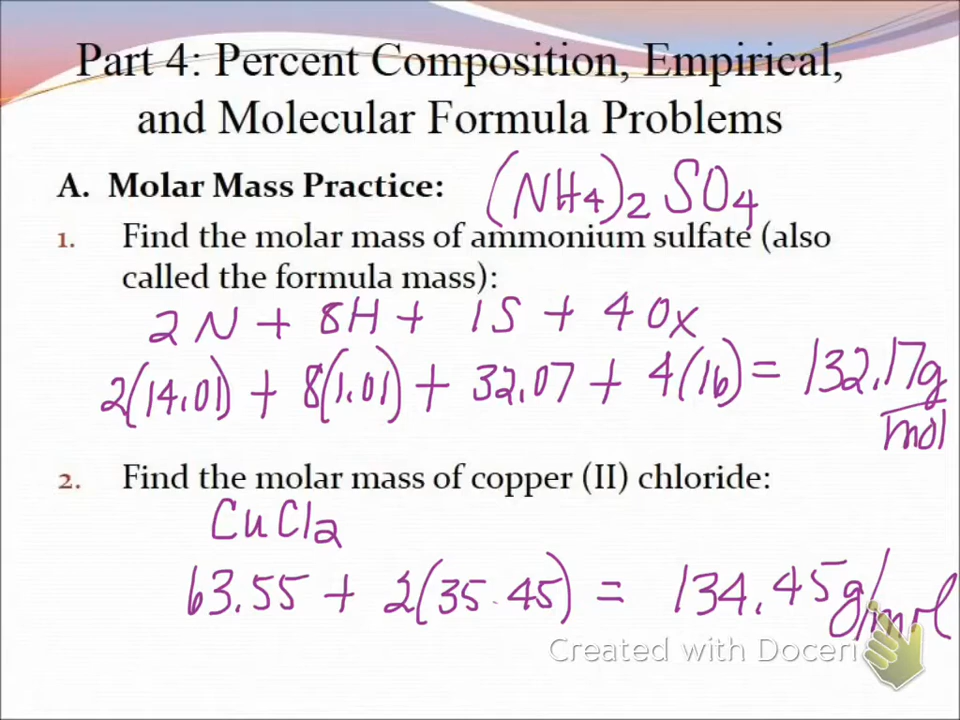 Part 4: Percent Composition, Empirical,
and Molecular Formula Problems
A. Molar Mass Practice: (NH4)2 SO4
1. Find the molar mass of ammonium sulfate (also
called the formula mass):
2 N + 8H + 1S + 4 Ox
2(14.01) + 8(1.01) + 32.07 + 4(16) = 132.17g
mol
2. Find the molar mass of copper (II) chloride:
CuCl2
63.55 + 2(35.45) = 134.45g/mol
Created with Doceri